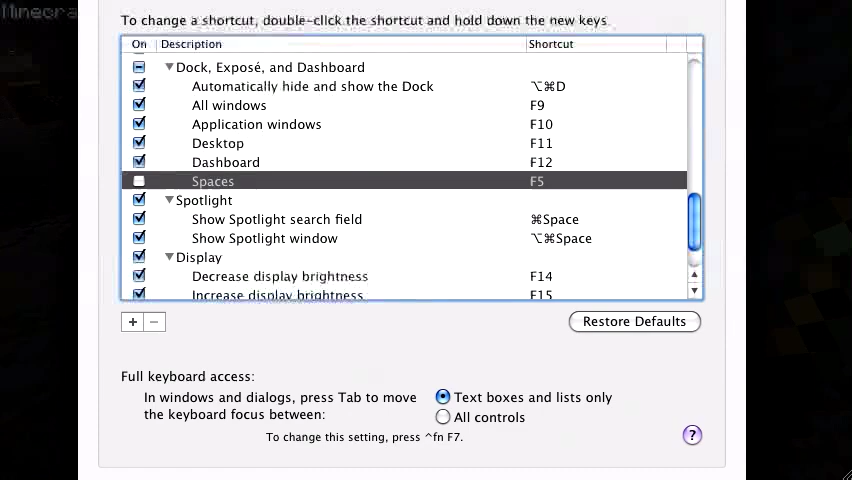 Minecra
To change a shortcut, double-click the shortcut and hold down the new keys.
On Description Shortcut
Dock, Exposé, and Dashboard
Automatically hide and show the Dock ⌥⌘D
All windows F9
Application windows F10
Desktop F11
Dashboard F12
Spaces F5
Spotlight
Show Spotlight search field ⌘Space
Show Spotlight window ⌥⌘Space
Display
Decrease display brightness F14
Increase display brightness F15
+ −
Restore Defaults
Full keyboard access:
In windows and dialogs, press Tab to move
the keyboard focus between:
Text boxes and lists only
All controls
To change this setting, press ^fn F7.
?